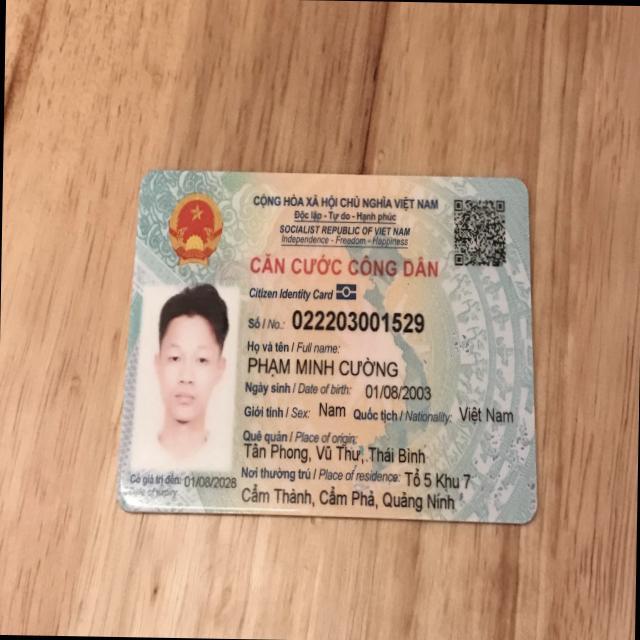 CỘNG HÒA XÃ HỘI CHỦ NGHĨA VIỆT NAM
Độc lập - Tự do - Hạnh phúc
SOCIALIST REPUBLIC OF VIET NAM
Independence - Freedom - Happiness
CĂN CƯỚC CÔNG DÂN
Citizen Identity Card
Số / No.: 022203001529
Họ và tên / Full name:
PHẠM MINH CƯỜNG
Ngày sinh / Date of birth: 01/08/2003
Giới tính / Sex: Nam Quốc tịch / Nationality: Việt Nam
Quê quán / Place of origin:
Tân Phong, Vũ Thư, Thái Bình
Nơi thường trú / Place of residence: Tổ 5 Khu 7
Cẩm Thành, Cẩm Phả, Quảng Ninh
Có giá trị đến: 01/08/2028
Date of expiry